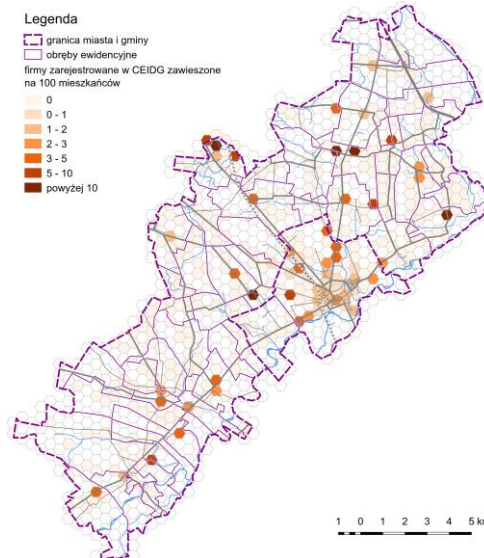 Legenda
granica miasta i gminy
obręby ewidencyjne
firmy zarejestrowane w CEIDG zawieszone
na 100 mieszkańców
0
0 - 1
1 - 2
2 - 3
3 - 5
5 - 10
powyżej 10
1 0 1 2 3 4 5 km